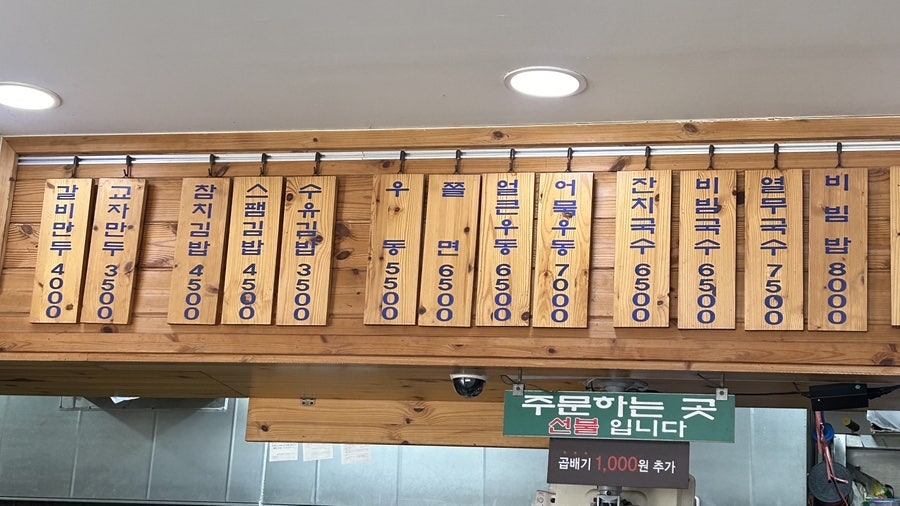 갈비만두 4000
교자만두 3500
참치김밥 4500
스팸김밥 4500
수유김밥 3500
우동 5500
쫄면 6500
얼큰우동 6500
어묵우동 7000
잔치국수 6500
비빔국수 6500
열무국수 7500
비빔밥 8000
주문하는 곳
선불 입니다
곱배기 1,000원 추가